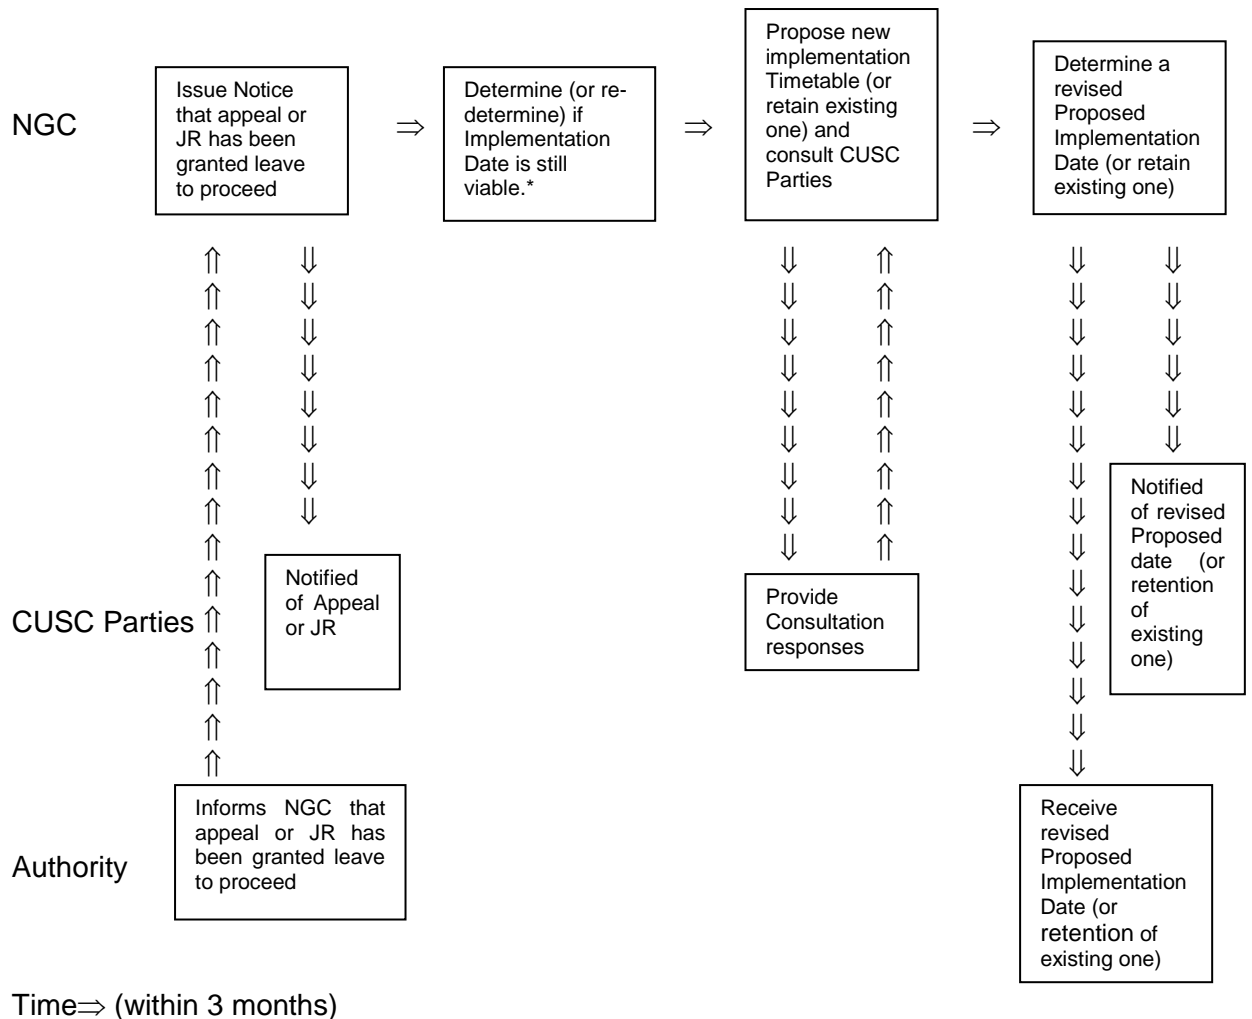 NGC
Issue Notice
that appeal or
JR has been
granted leave
to proceed
⇒
Determine (or re-
determine) if
Implementation
Date is still
viable.*
⇒
Propose new
implementation
Timetable (or
retain existing
one) and
consult CUSC
Parties
⇒
Determine a
revised
Proposed
Implementation
Date (or retain
existing one)
CUSC Parties
Notified
of Appeal
or JR
Provide
Consultation
responses
Notified
of revised
Proposed
date (or
retention
of
existing
one)
Authority
Informs NGC that
appeal or JR has
been granted leave
to proceed
Receive
revised
Proposed
Implementation
Date (or
retention of
existing one)
Time⇒ (within 3 months)